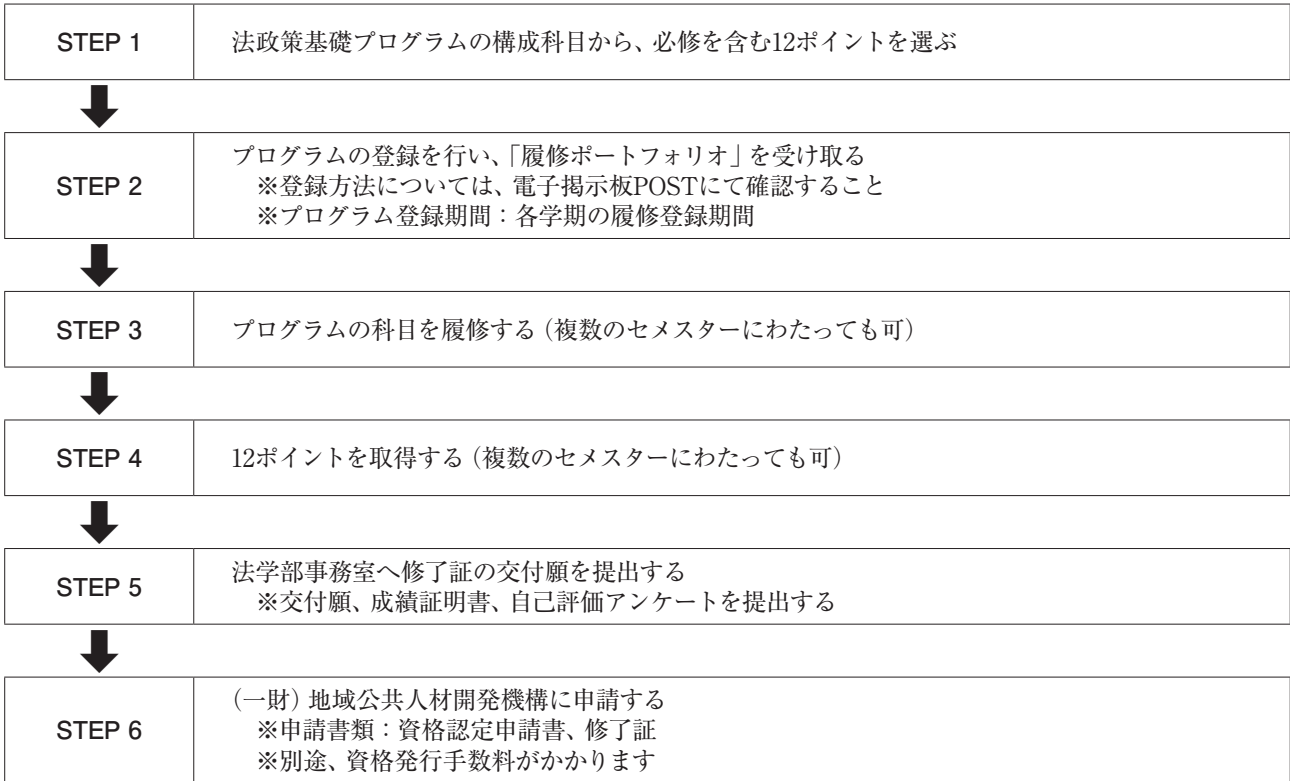 STEP 1
法政策基礎プログラムの構成科目から、必修を含む12ポイントを選ぶ
STEP 2
プログラムの登録を行い、「履修ポートフォリオ」を受け取る
※登録方法については、電子掲示板POSTにて確認すること
※プログラム登録期間：各学期の履修登録期間
STEP 3
プログラムの科目を履修する（複数のセメスターにわたっても可）
STEP 4
12ポイントを取得する（複数のセメスターにわたっても可）
STEP 5
法学部事務室へ修了証の交付願を提出する
※交付願、成績証明書、自己評価アンケートを提出する
STEP 6
（一財）地域公共人材開発機構に申請する
※申請書類：資格認定申請書、修了証
※別途、資格発行手数料がかかります